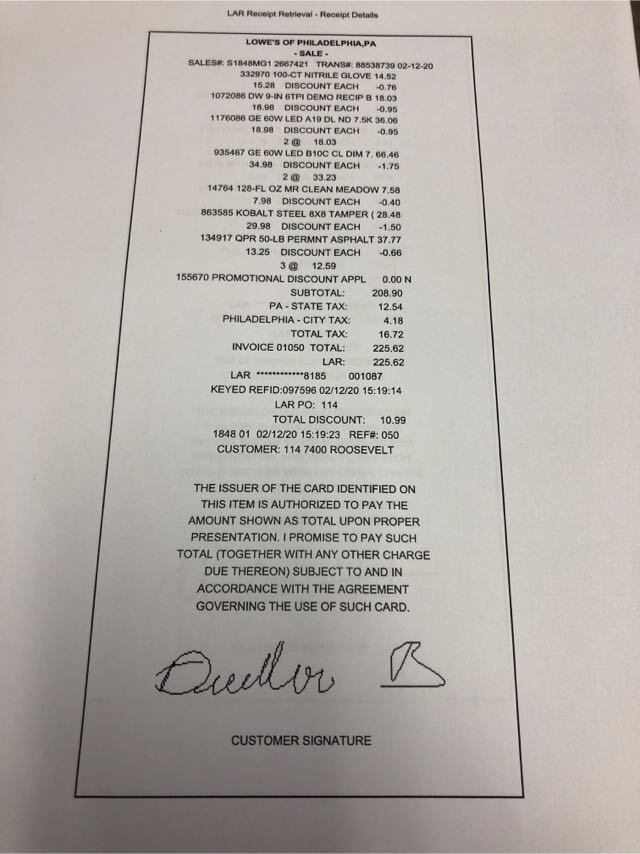 LAR Receipt Retrieval - Receipt Details
LOWE'S OF PHILADELPHIA,PA
- SALE -
SALES#: S1848MG1 2667421 TRANS#: 88538739 02-12-20
332970 100-CT NITRILE GLOVE 14.52
15.28 DISCOUNT EACH -0.76
1072086 DW 9-IN 6TPI DEMO RECIP B 18.03
18.98 DISCOUNT EACH -0.95
1176086 GE 60W LED A19 DL ND 7.5K 36.06
18.98 DISCOUNT EACH -0.95
2 @ 18.03
935467 GE 60W LED B10C CL DIM 7. 66.46
34.98 DISCOUNT EACH -1.75
2 @ 33.23
14764 128-FL OZ MR CLEAN MEADOW 7.58
7.98 DISCOUNT EACH -0.40
863585 KOBALT STEEL 8X8 TAMPER ( 28.48
29.98 DISCOUNT EACH -1.50
134917 QPR 50-LB PERMNT ASPHALT 37.77
13.25 DISCOUNT EACH -0.66
3 @ 12.59
155670 PROMOTIONAL DISCOUNT APPL 0.00 N
SUBTOTAL: 208.90
PA - STATE TAX: 12.54
PHILADELPHIA - CITY TAX: 4.18
TOTAL TAX: 16.72
INVOICE 01050 TOTAL: 225.62
LAR: 225.62
LAR ************8185 001087
KEYED REFID:097596 02/12/20 15:19:14
LAR PO: 114
TOTAL DISCOUNT: 10.99
1848 01 02/12/20 15:19:23 REF#: 050
CUSTOMER: 114 7400 ROOSEVELT
THE ISSUER OF THE CARD IDENTIFIED ON
THIS ITEM IS AUTHORIZED TO PAY THE
AMOUNT SHOWN AS TOTAL UPON PROPER
PRESENTATION. I PROMISE TO PAY SUCH
TOTAL (TOGETHER WITH ANY OTHER CHARGE
DUE THEREON) SUBJECT TO AND IN
ACCORDANCE WITH THE AGREEMENT
GOVERNING THE USE OF SUCH CARD.
CUSTOMER SIGNATURE